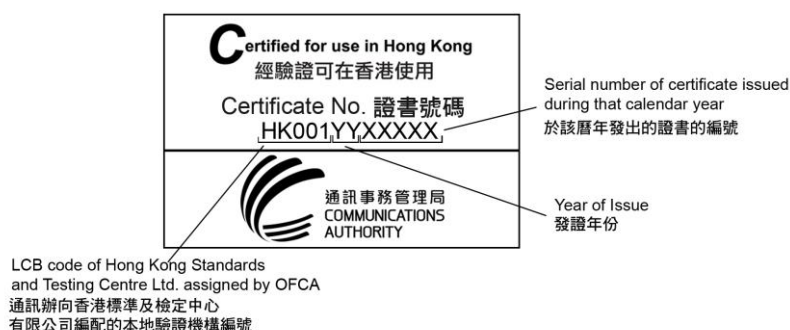 Certified for use in Hong Kong
經驗證可在香港使用
Certificate No. 證書號碼
HK001YYXXXXX
Serial number of certificate issued
during that calendar year
於該曆年發出的證書的編號
通訊事務管理局
COMMUNICATIONS
AUTHORITY
Year of Issue
發證年份
LCB code of Hong Kong Standards
and Testing Centre Ltd. assigned by OFCA
通訊辦向香港標準及檢定中心
有限公司編配的本地驗證機構編號